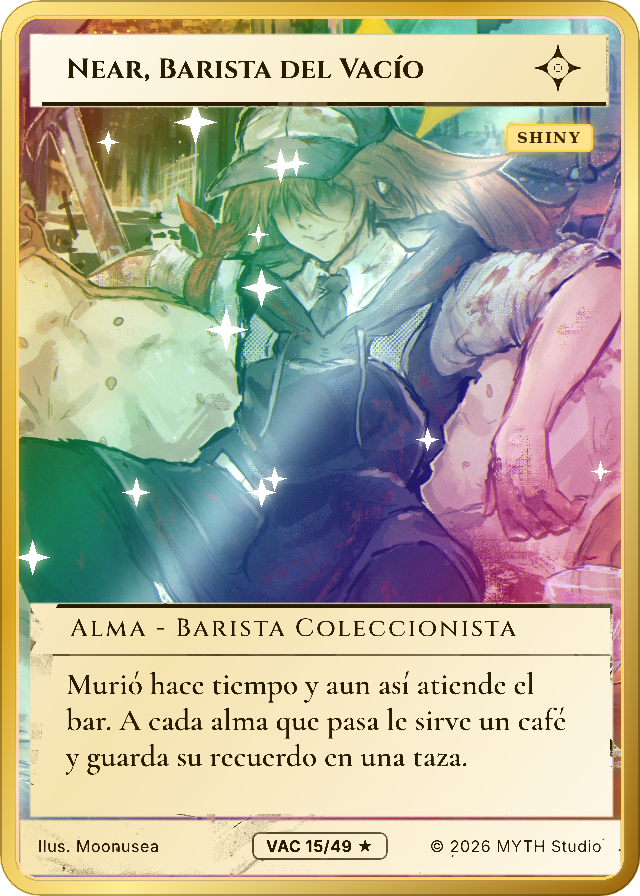 Near, Barista del Vacío
SHINY
Alma - Barista Coleccionista
Murió hace tiempo y aun así atiende el
bar. A cada alma que pasa le sirve un café
y guarda su recuerdo en una taza.
Ilus. Moonusea
VAC 15/49 ★
© 2026 MYTH Studio